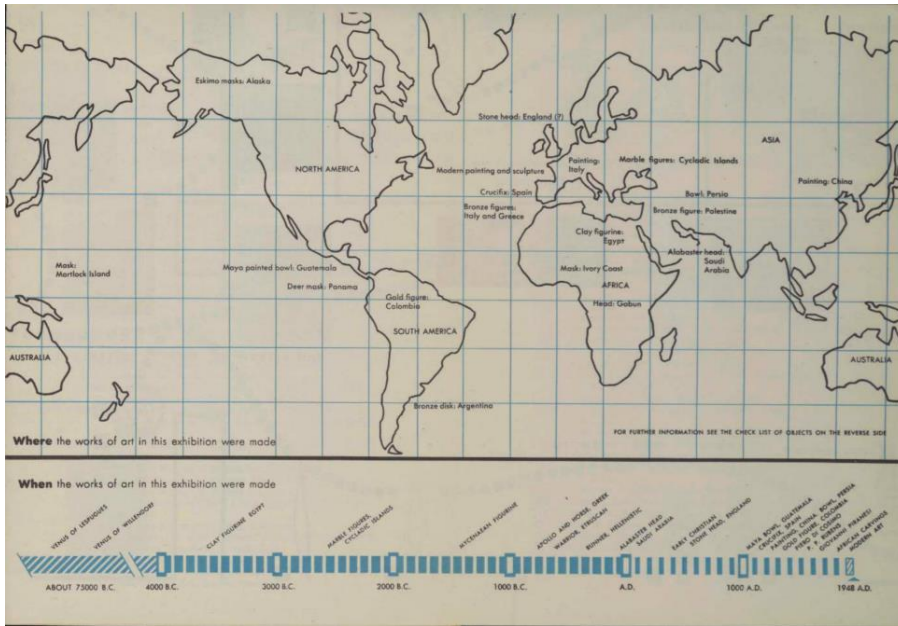 Eskimo masks: Alaska
Stone head: England (?)
ASIA
NORTH AMERICA
Modern painting and sculpture
Painting:
Italy
Marble figures: Cycladic Islands
Painting: China
Crucifix: Spain
Bowl: Persia
Bronze figures:
Italy and Greece
Bronze figure: Palestine
Clay figurine:
Egypt
Alabaster head:
Saudi
Arabia
Mask:
Mortlock Island
Maya painted bowl: Guatemala
Mask: Ivory Coast
Deer mask: Panama
AFRICA
Gold figure:
Colombia
Head: Gabun
SOUTH AMERICA
AUSTRALIA
AUSTRALIA
Bronze disk: Argentina
Where the works of art in this exhibition were made
FOR FURTHER INFORMATION SEE THE CHECK LIST OF OBJECTS ON THE REVERSE SIDE
When the works of art in this exhibition were made
VENUS OF LESPUGUES
VENUS OF WILLENDORF
CLAY FIGURINE EGYPT
MARBLE FIGURES,
CYCLADIC ISLANDS
MYCENAEAN FIGURINE
APOLLO AND HORSE, GREEK
WARRIOR, ETRUSCAN
RUNNER, HELLENISTIC
ALABASTER HEAD
SAUDI ARABIA
EARLY CHRISTIAN
STONE HEAD, ENGLAND
MAYA BOWL, GUATEMALA
CRUCIFIX, SPAIN
PAINTING, CHINA, BOWL, PERSIA
GOLD FIGURE, COLOMBIA
PIERO DI COSIMO
P. P. RUBENS
GIOVANNI PIRANESI
AFRICAN CARVINGS
MODERN ART
ABOUT 75000 B.C.
4000 B.C.
3000 B.C.
2000 B.C.
1000 B.C.
A.D.
1000 A.D.
1948 A.D.